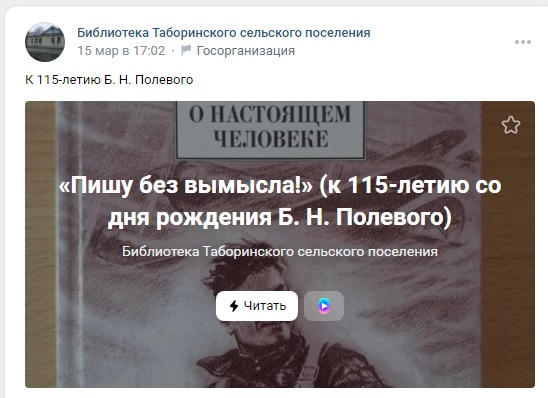 Библиотека Таборинского сельского поселения
15 мар в 17:02 · Госорганизация
К 115-летию Б. Н. Полевого
О НАСТОЯЩЕМ
ЧЕЛОВЕКЕ
«Пишу без вымысла!» (к 115-летию со
дня рождения Б. Н. Полевого)
Библиотека Таборинского сельского поселения
Читать